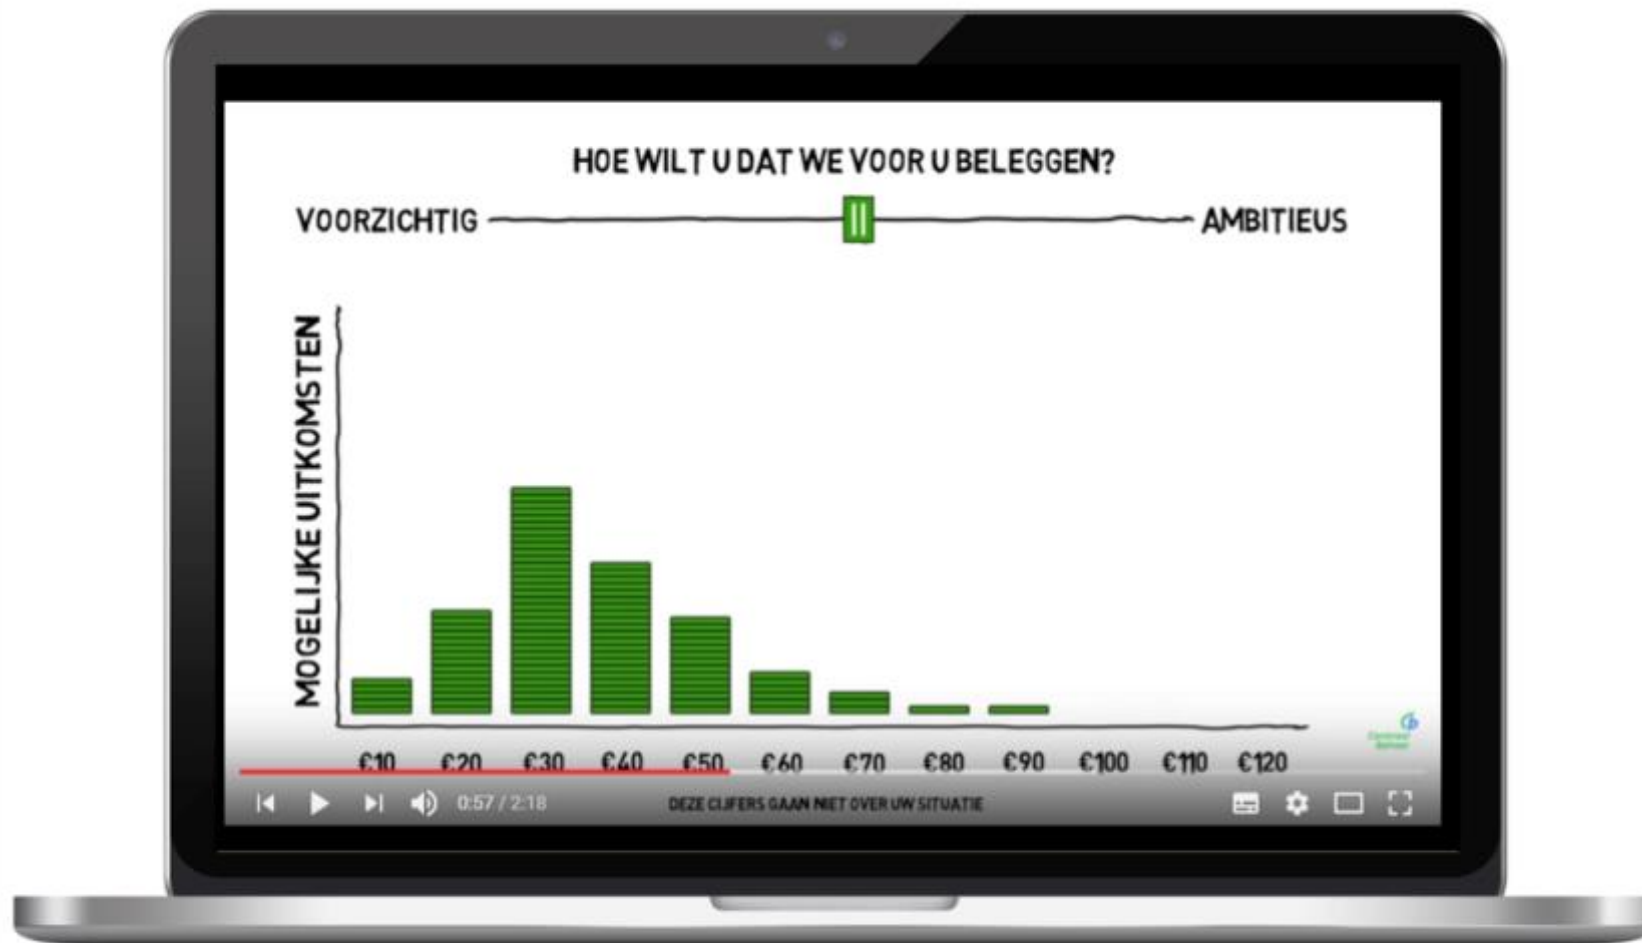 HOE WILT U DAT WE VOOR U BELEGGEN?
VOORZICHTIG
AMBITIEUS
MOGELIJKE UITKOMSTEN
€10 €20 €30 €40 €50 €60 €70 €80 €90 €100 €110 €120
0:57 / 2:18
DEZE CIJFERS GAAN NIET OVER UW SITUATIE